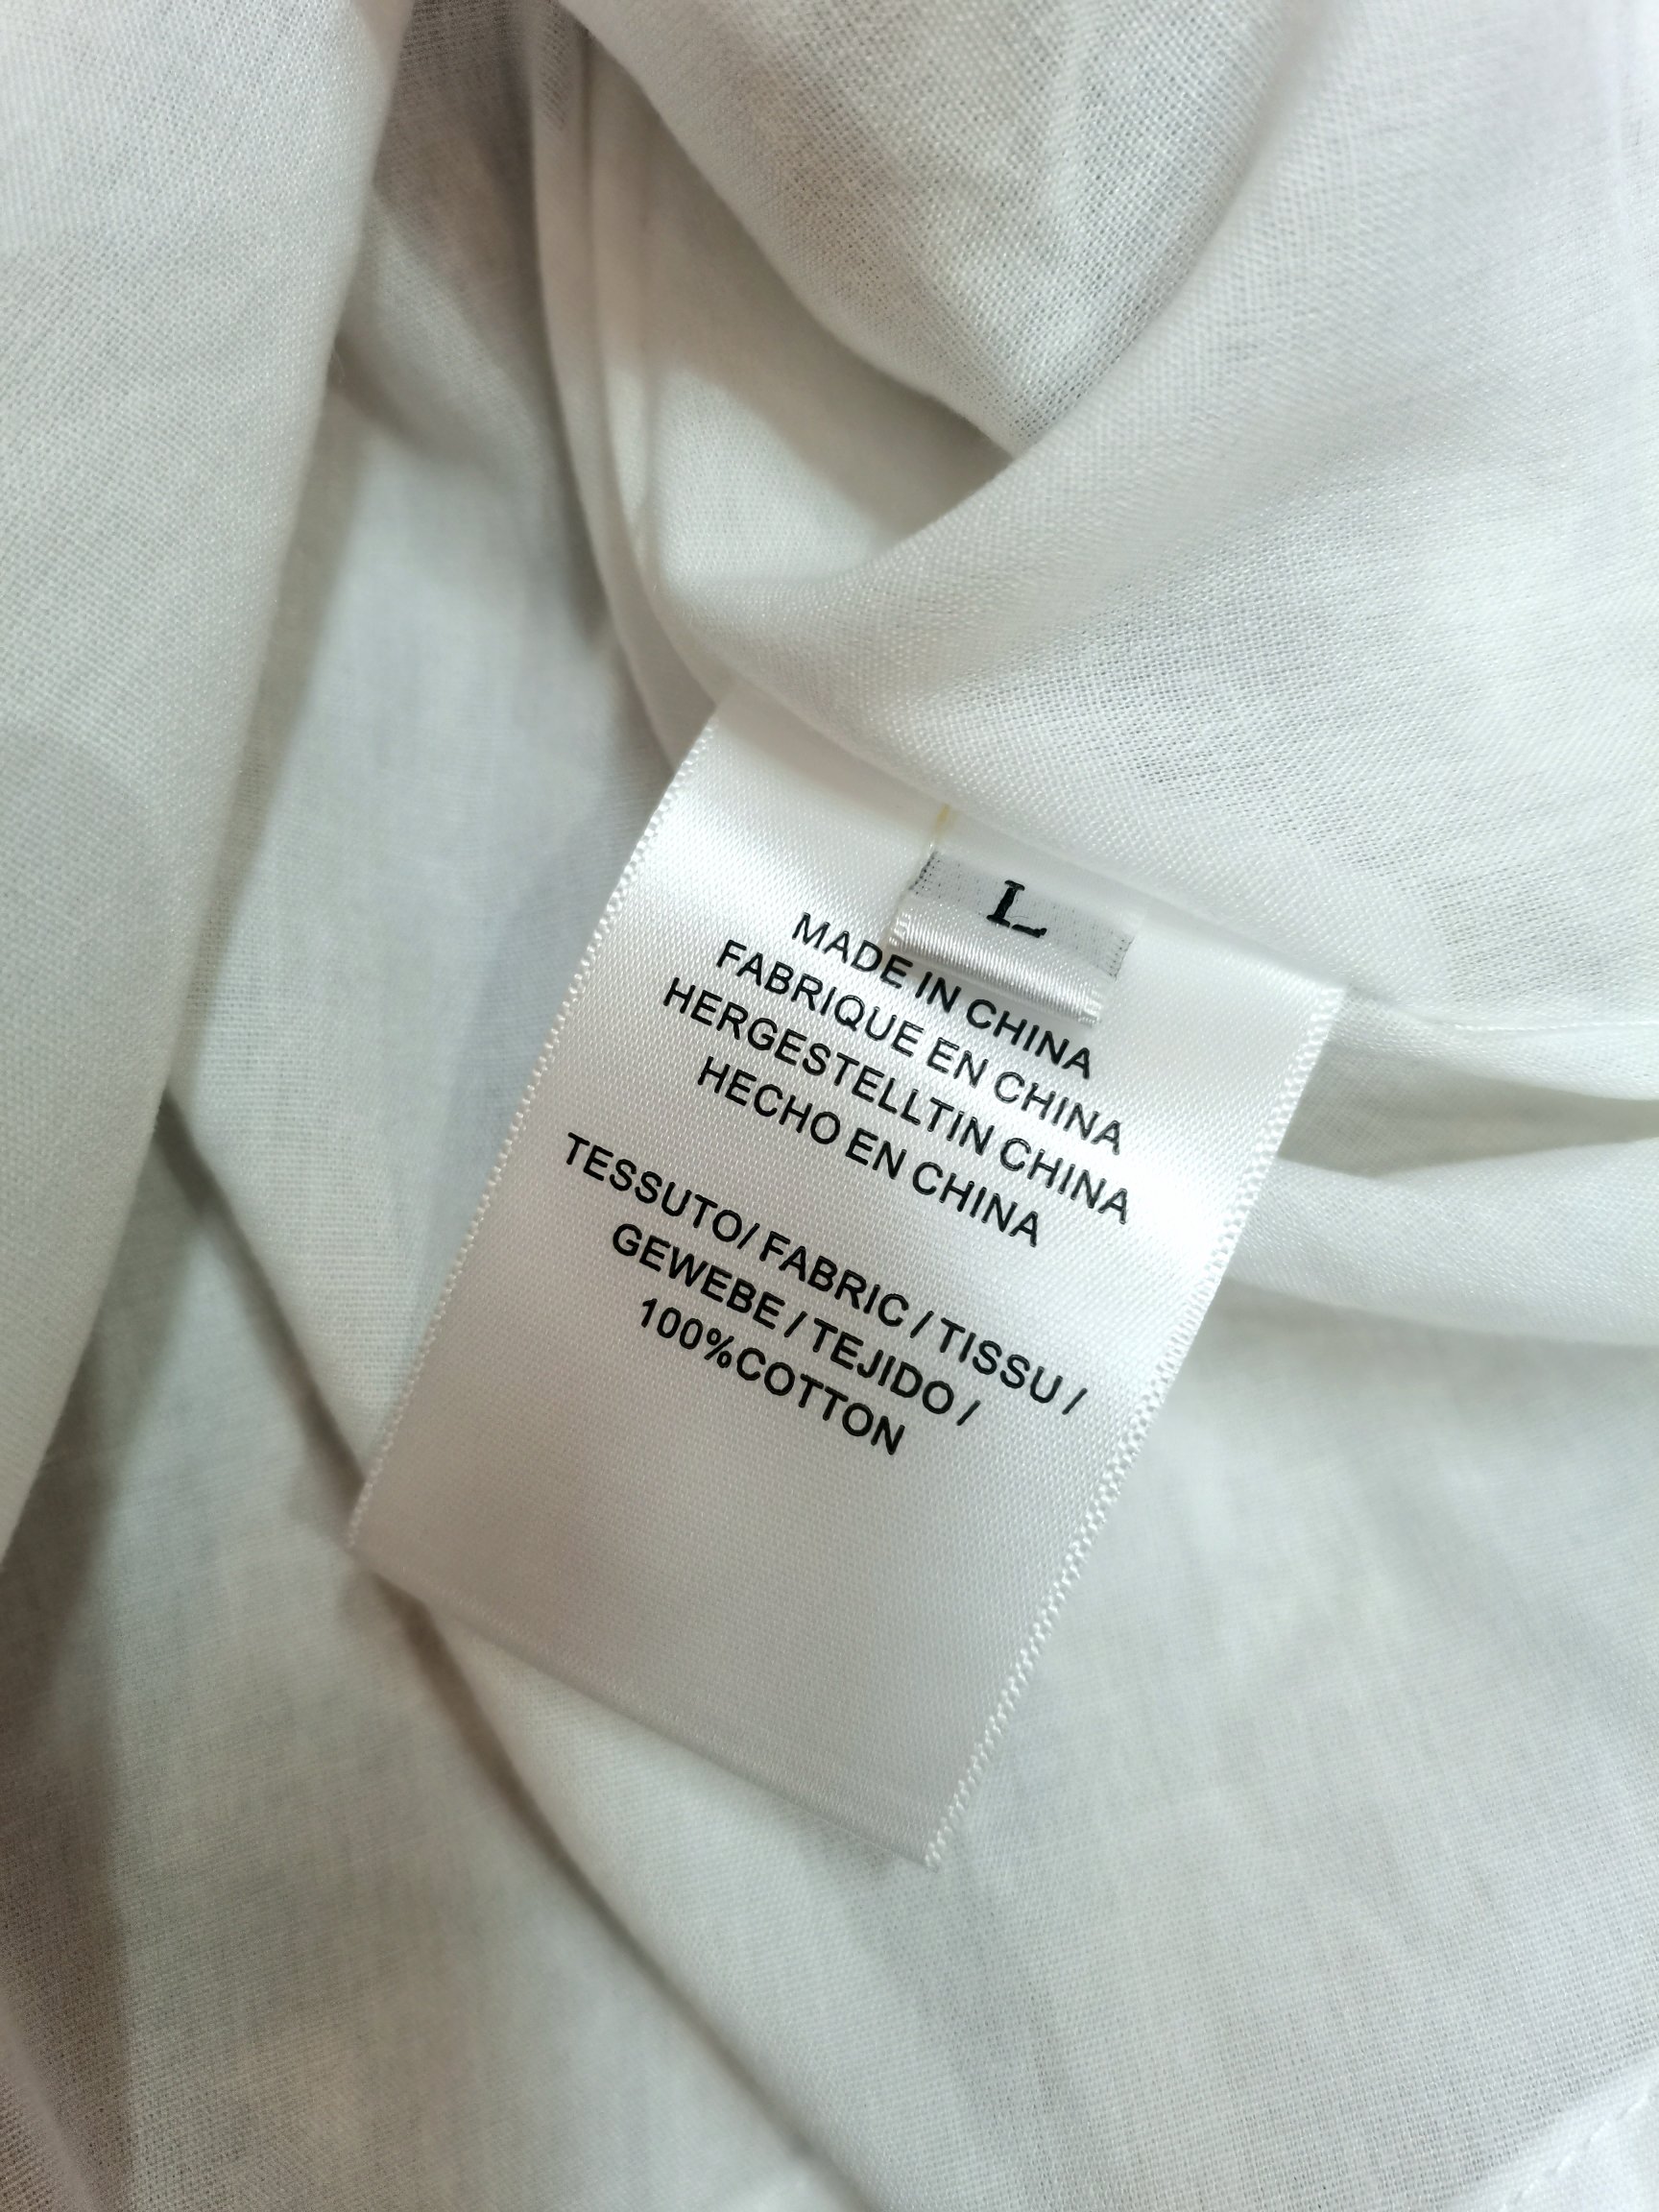 L
MADE IN CHINA
FABRIQUE EN CHINA
HERGESTELLTIN CHINA
HECHO EN CHINA
TESSUTO/ FABRIC / TISSU /
GEWEBE / TEJIDO /
100%COTTON